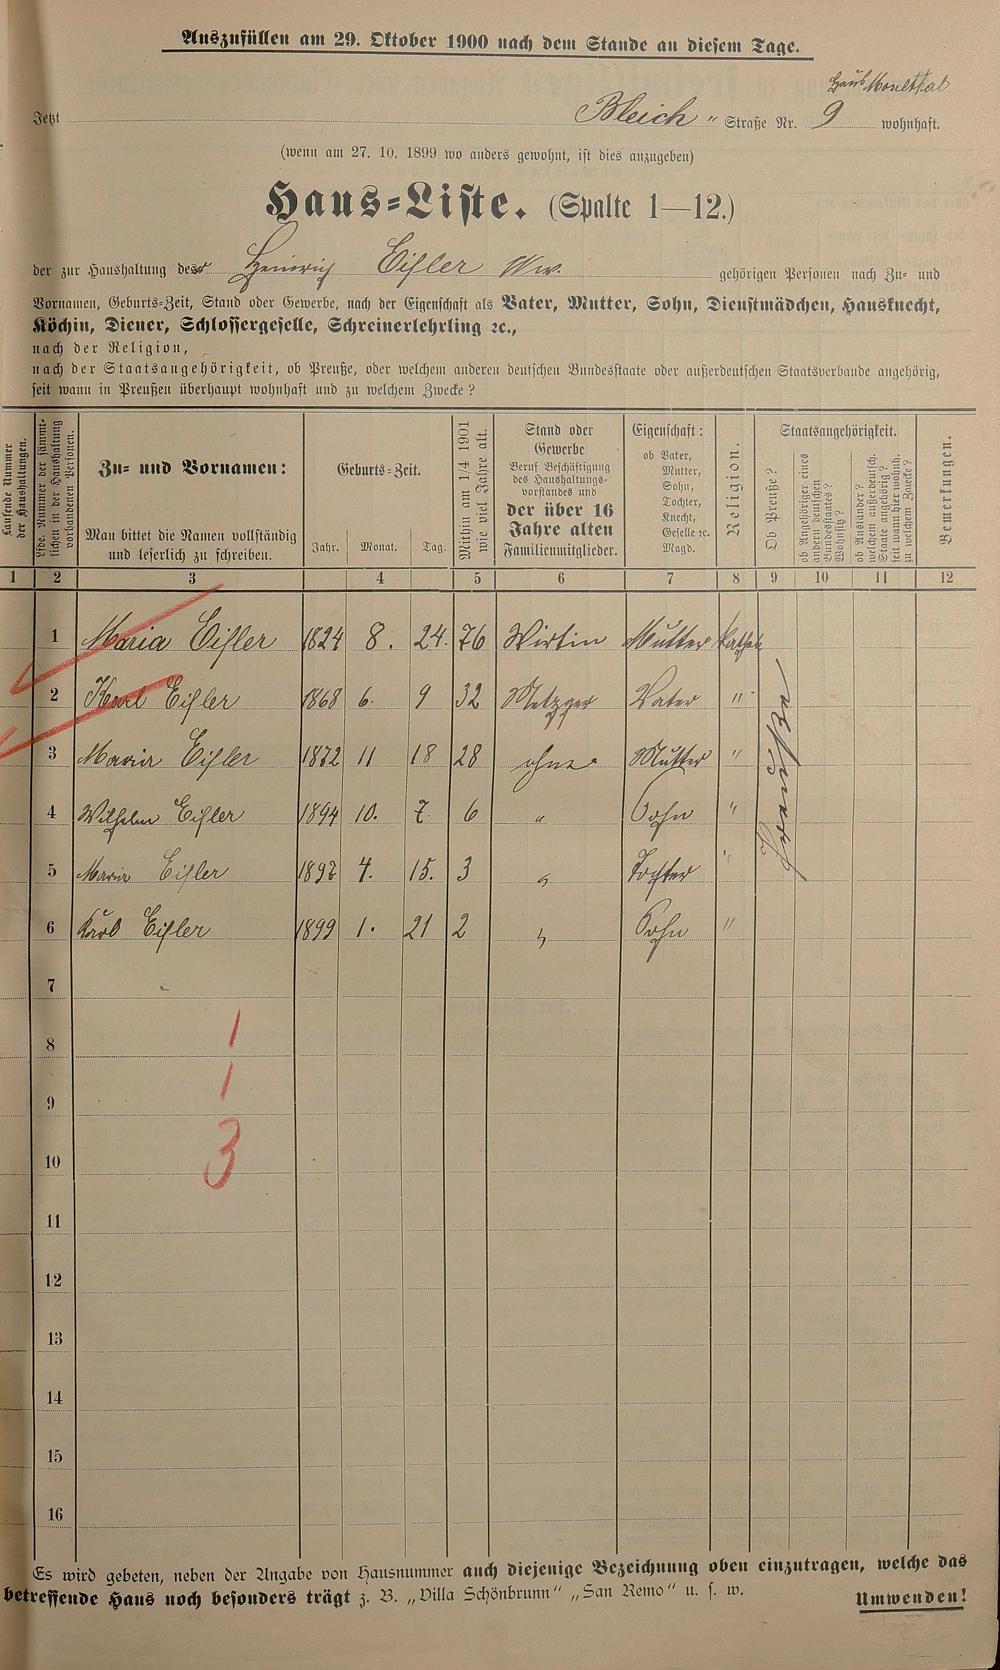 Auszufüllen am 29. Oktober 1900 nach dem Stande an diesem Tage.
Haus Moselthal
Jetzt Bleich " Straße Nr. 9 wohnhaft.
(wenn am 27. 10. 1899 wo anders gewohnt, ist dies anzugeben)
Haus=Liste. (Spalte 1—12.)
der zur Haushaltung des Heinrich Eifler Ww. gehörigen Personen nach Zu= und
Vornamen, Geburts=Zeit, Stand oder Gewerbe, nach der Eigenschaft als Vater, Mutter, Sohn, Dienstmädchen, Hausknecht,
Köchin, Diener, Schlossergeselle, Schreinerlehrling ꝛc.,
nach der Religion,
nach der Staatsangehörigkeit, ob Preuße, oder welchem anderen deutschen Bundesstaate oder außerdeutschen Staatsverbande angehörig,
seit wann in Preußen überhaupt wohnhaft und zu welchem Zwecke?
Laufende Nummer
der Haushaltungen.
Lfde. Nummer der sämmt-
lichen in der Haushaltung
vorhandenen Personen.
Zu= und Vornamen:
Man bittet die Namen vollständig
und leserlich zu schreiben.
Geburts=Zeit.
Jahr. Monat. Tag.
Mithin am 1/4 1901
wie viel Jahre alt.
Stand oder
Gewerbe
Beruf Beschäftigung
des Haushaltungs-
vorstandes und
der über 16
Jahre alten
Familienmitglieder.
Eigenschaft:
ob Vater,
Mutter,
Sohn,
Tochter,
Knecht,
Geselle ꝛc.
Magd.
Religion.
Staatsangehörigkeit.
Ob Preuße?
ob Angehöriger eines
andern deutschen
Bundesstaates?
Wohnsitz?
ob Ausländer?
welchem außerdeutsch.
Staate angehörig?
seit wann hier wohnh.
zu welchem Zwecke?
Bemerkungen.
1 2 3 4 5 6 7 8 9 10 11 12
1 Maria Eifler 1824 8. 24. 76 Wirtin Mutter kathol.
2 Karl Eifler 1868 6. 9 32 Metzger Vater "
3 Maria Eifler 1872 11 18 28 ohne Mutter "
4 Wilhelm Eifler 1894 10. 7. 6 " Sohn "
5 Maria Eifler 1897 4. 15. 3 " Tochter "
6 Karl Eifler 1899 1. 21 2 " Sohn "
Preuße
7
8
9
10
11
12
13
14
15
16
1
1
3
Es wird gebeten, neben der Angabe von Hausnummer auch diejenige Bezeichnung oben einzutragen, welche das
betreffende Haus noch besonders trägt z. B. „Villa Schönbrunn" „San Remo" u. s. w.
Umwenden!